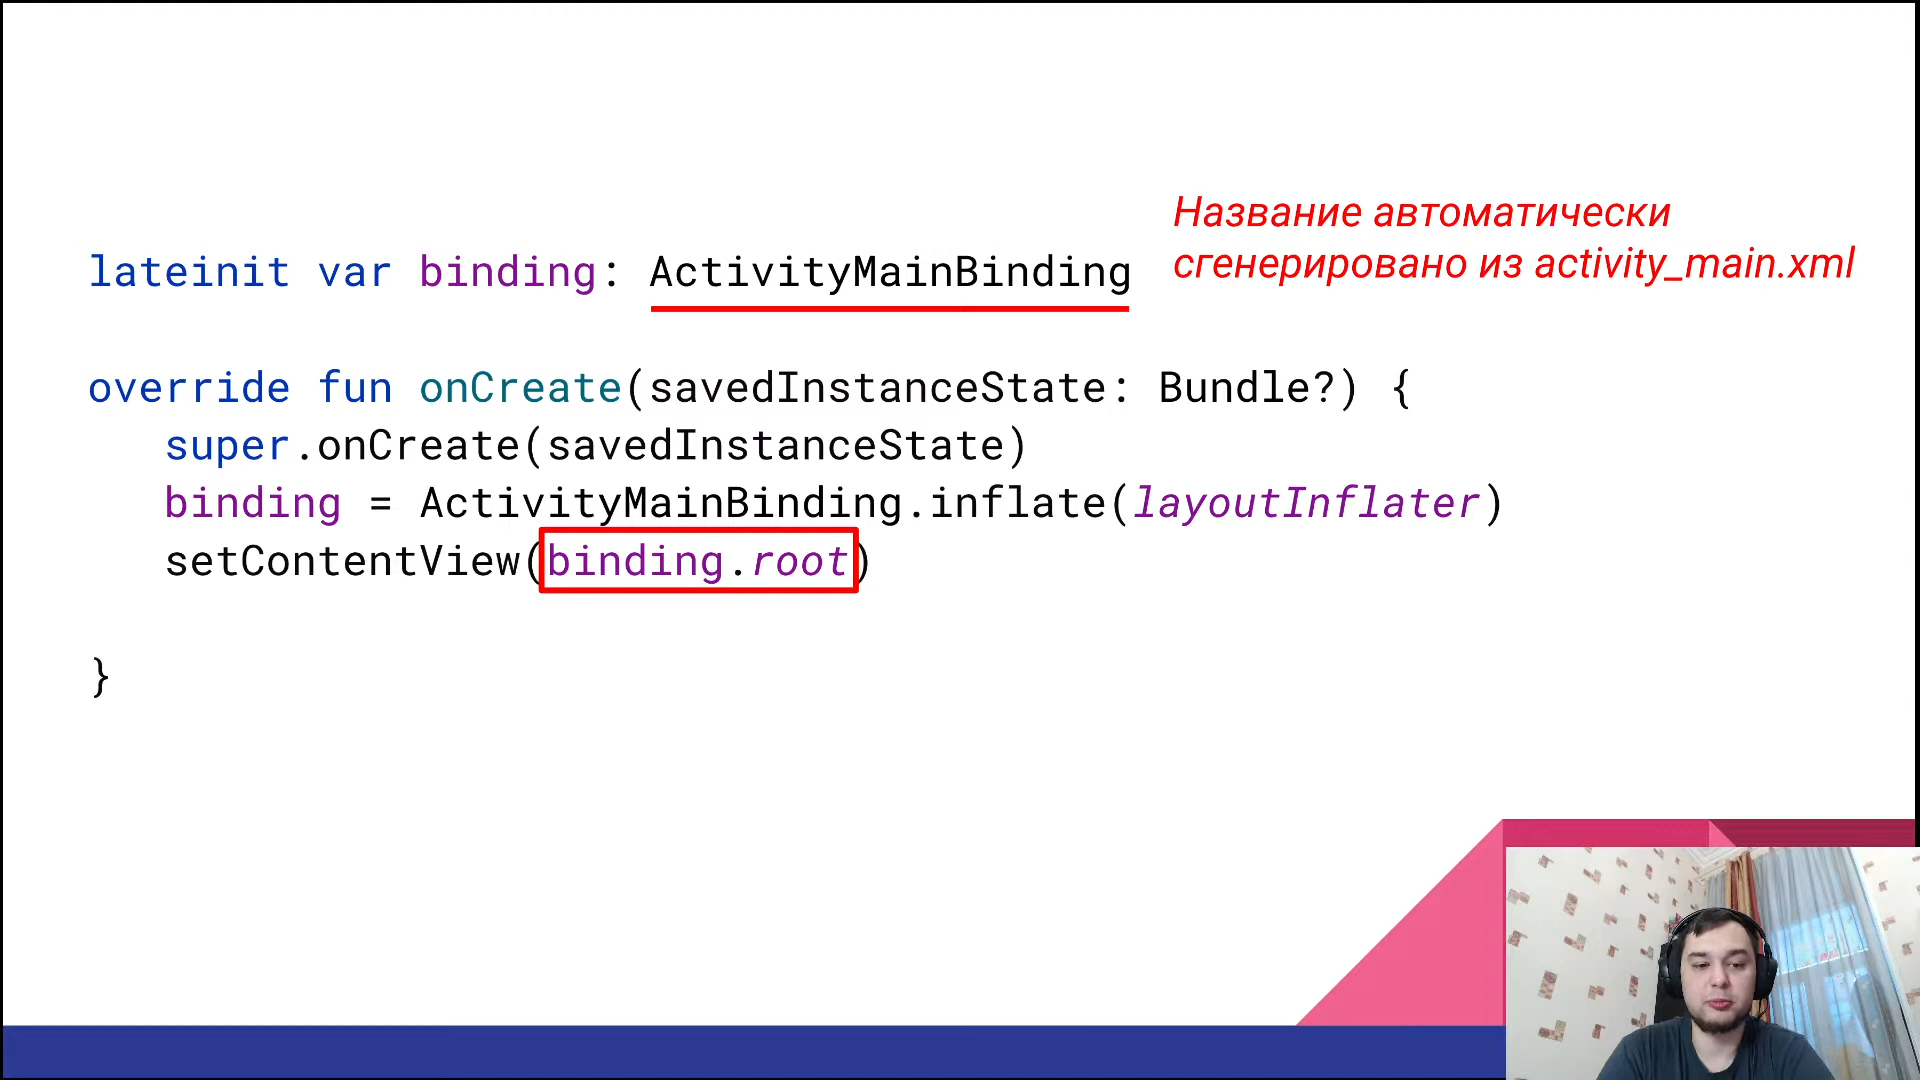 Название автоматически
сгенерировано из activity_main.xml
lateinit var binding: ActivityMainBinding
override fun onCreate(savedInstanceState: Bundle?) {
super.onCreate(savedInstanceState)
binding = ActivityMainBinding.inflate(layoutInflater)
setContentView(binding.root)
}